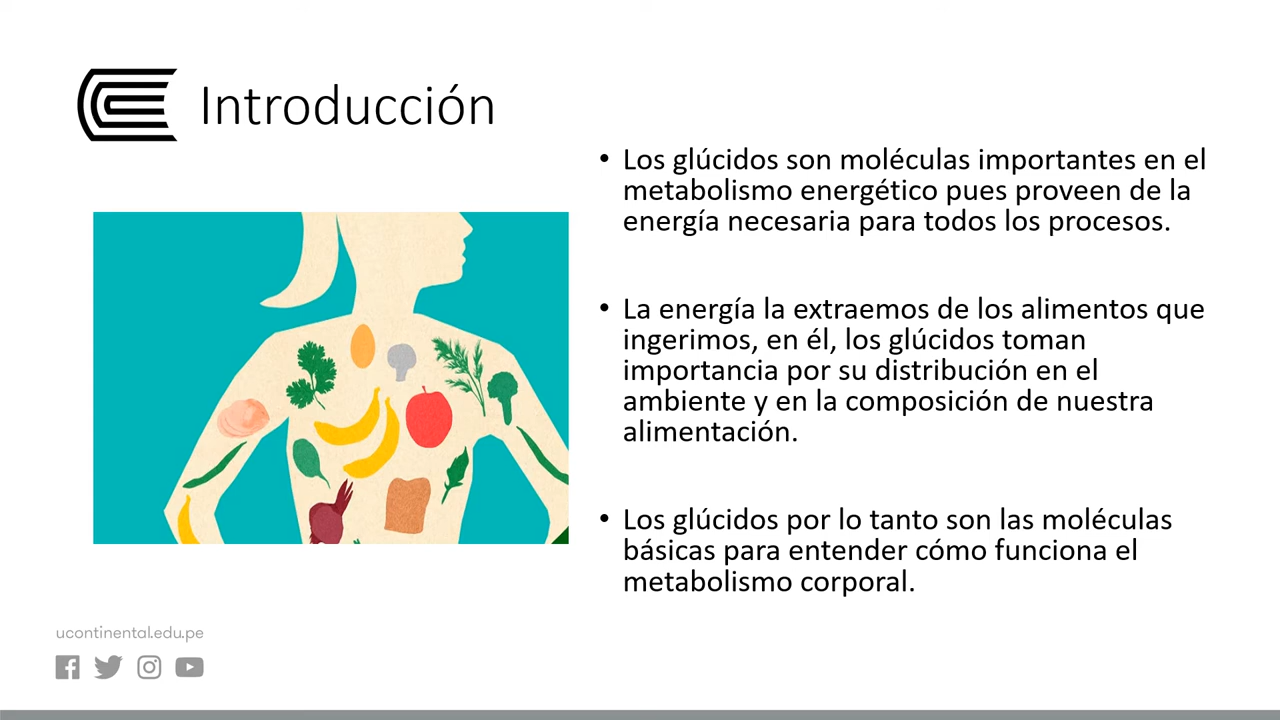 Introducción
• Los glúcidos son moléculas importantes en el
metabolismo energético pues proveen de la
energía necesaria para todos los procesos.
• La energía la extraemos de los alimentos que
ingerimos, en él, los glúcidos toman
importancia por su distribución en el
ambiente y en la composición de nuestra
alimentación.
• Los glúcidos por lo tanto son las moléculas
básicas para entender cómo funciona el
metabolismo corporal.
ucontinental.edu.pe